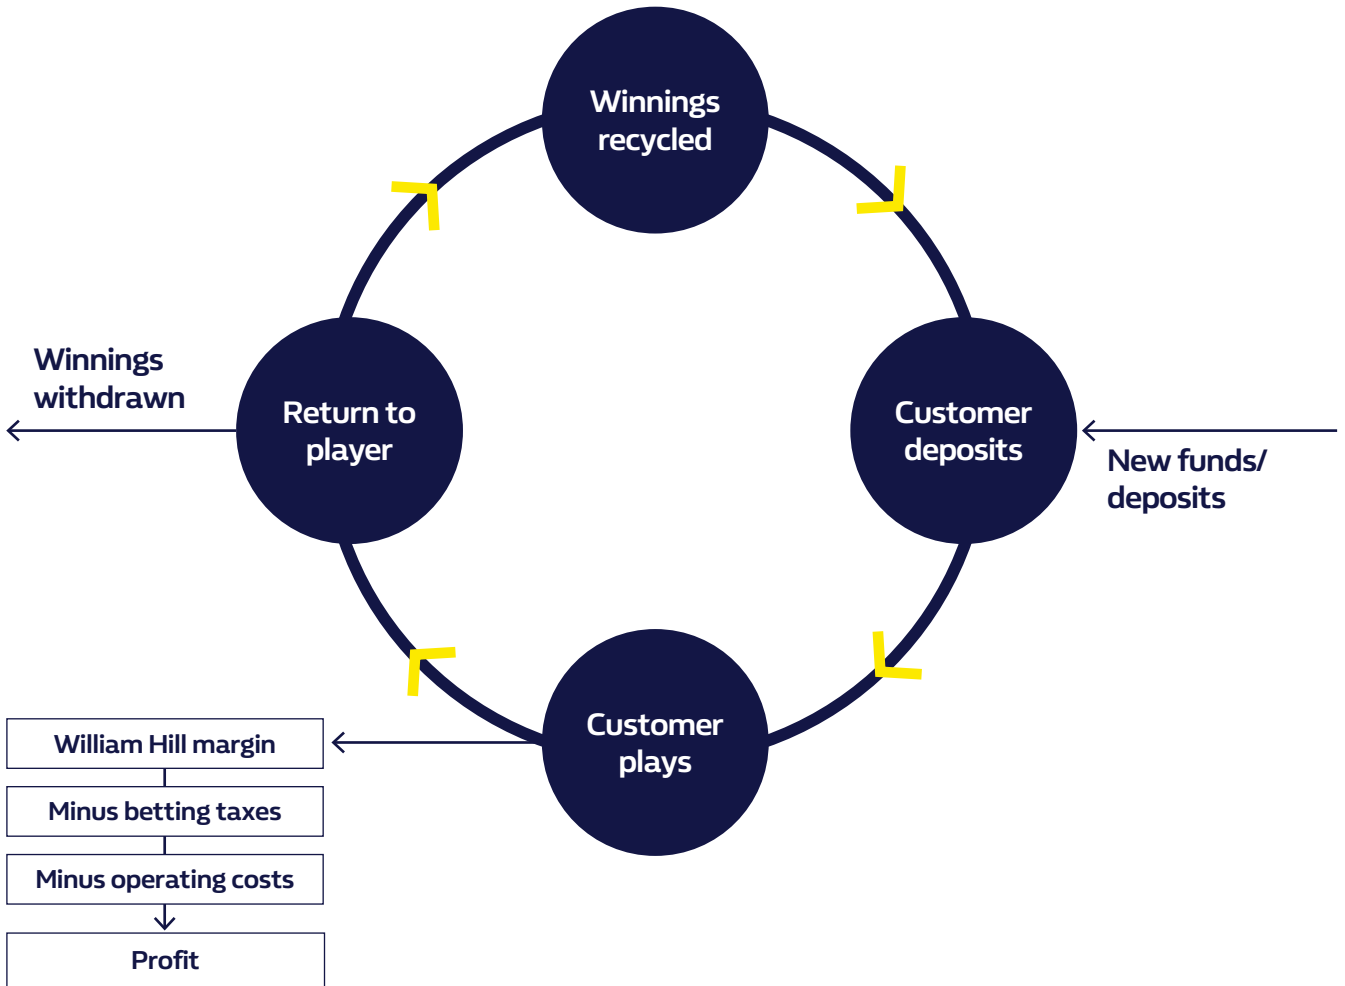 Winnings
recycled
Winnings
withdrawn
Return to
player
Customer
deposits
New funds/
deposits
Customer
plays
William Hill margin
Minus betting taxes
Minus operating costs
Profit